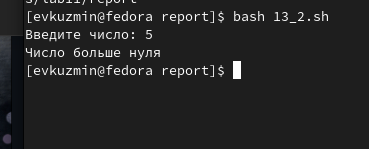 [evkuzmin@fedora report]$ bash 13_2.sh
Введите число: 5
Число больше нуля
[evkuzmin@fedora report]$